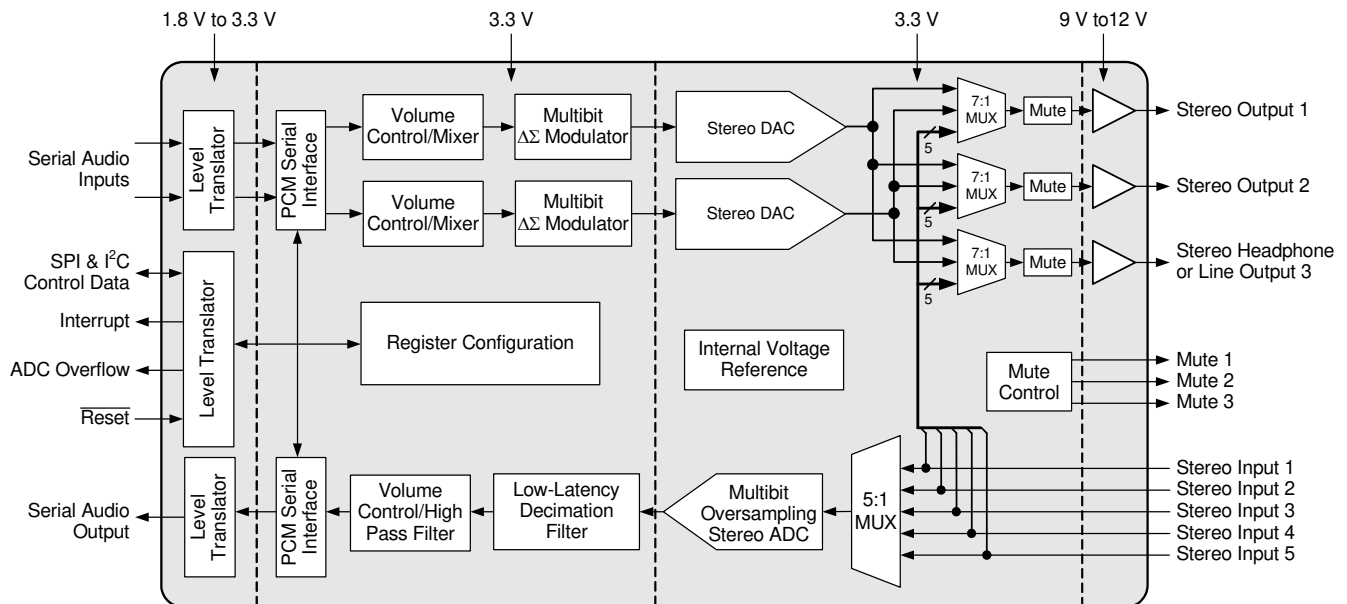 1.8 V to 3.3 V
3.3 V
3.3 V
9 V to12 V
Serial Audio
Inputs
Level
Translator
PCM Serial
Interface
Volume
Control/Mixer
Multibit
ΔΣ Modulator
Stereo DAC
7:1
MUX
5
Mute
Stereo Output 1
Volume
Control/Mixer
Multibit
ΔΣ Modulator
Stereo DAC
7:1
MUX
5
Mute
Stereo Output 2
7:1
MUX
5
Mute
Stereo Headphone
or Line Output 3
SPI & I²C
Control Data
Interrupt
ADC Overflow
Reset
Level Translator
Register Configuration
Internal Voltage
Reference
Mute
Control
Mute 1
Mute 2
Mute 3
Serial Audio
Output
Level
Translator
PCM Serial
Interface
Volume
Control/High
Pass Filter
Low-Latency
Decimation
Filter
Multibit
Oversampling
Stereo ADC
5:1
MUX
Stereo Input 1
Stereo Input 2
Stereo Input 3
Stereo Input 4
Stereo Input 5